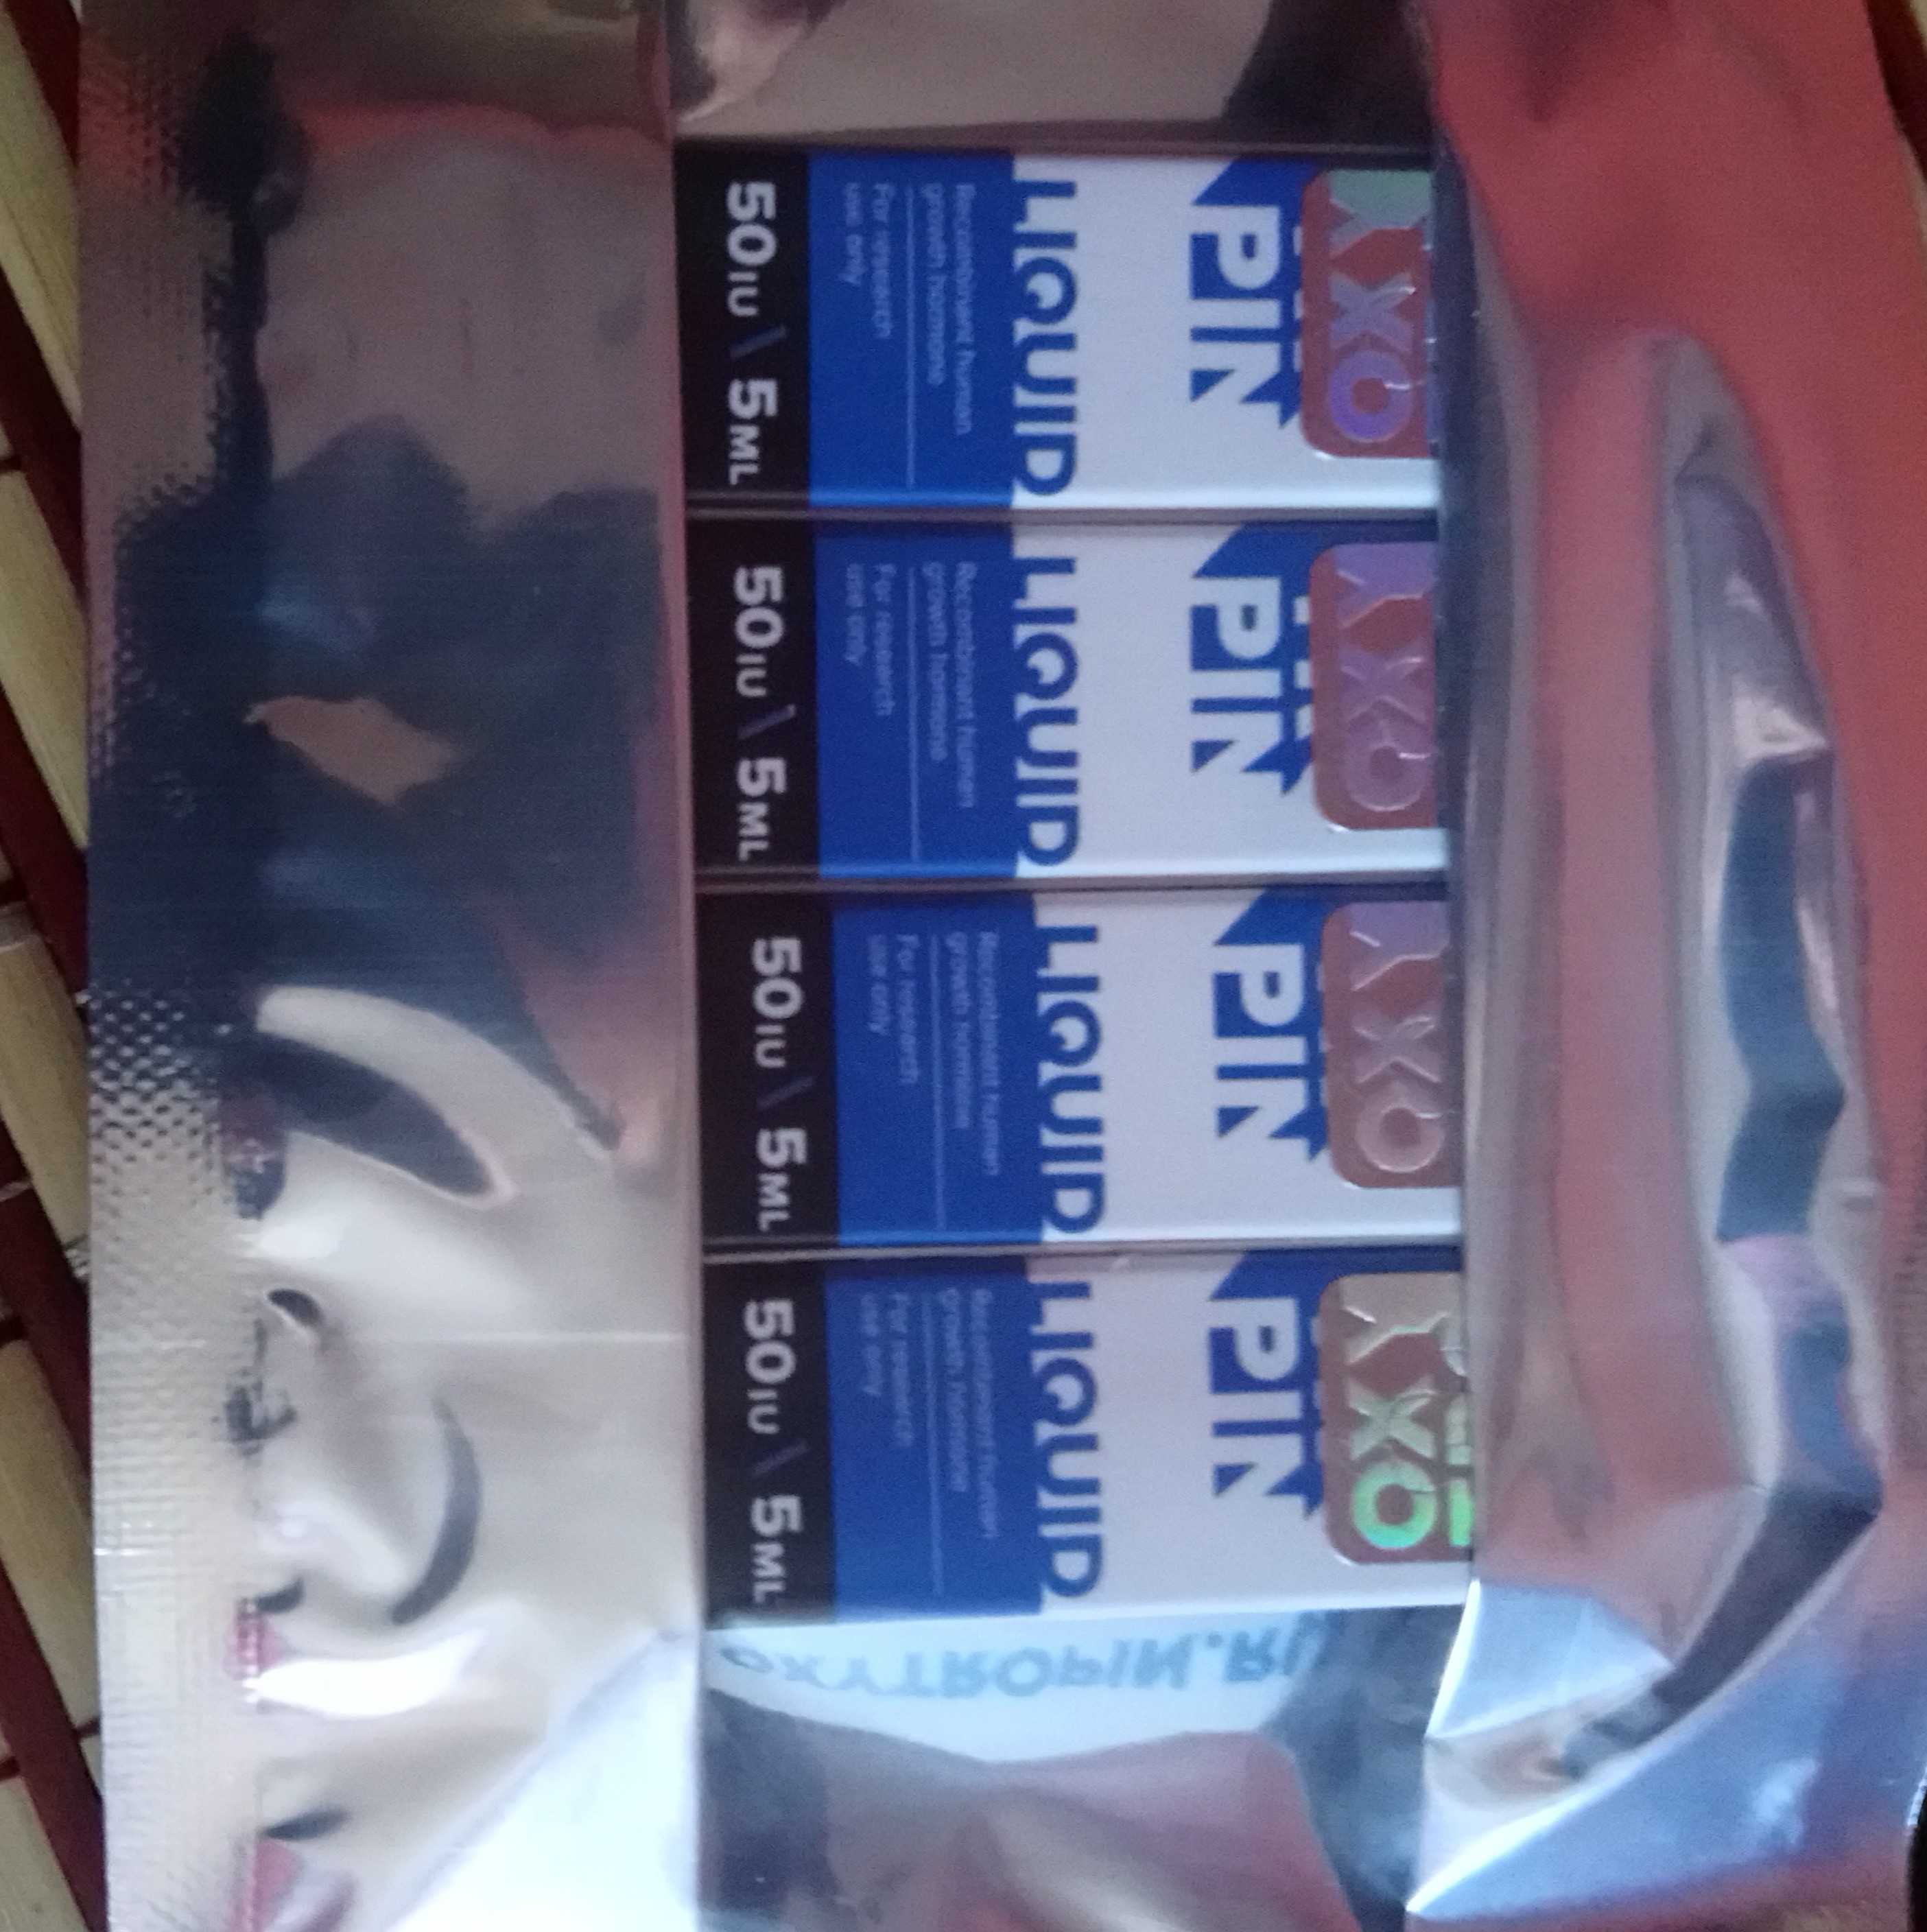 OXY
PIN
LIQUID
Recombinant human
growth hormone
For research
use only
50IU \ 5ML
OXY
PIN
LIQUID
Recombinant human
growth hormone
For research
use only
50IU \ 5ML
OXY
PIN
LIQUID
Recombinant human
growth hormone
For research
use only
50IU \ 5ML
OXY
PIN
LIQUID
Recombinant human
growth hormone
For research
use only
50IU \ 5ML
OXYTROPIN.RU